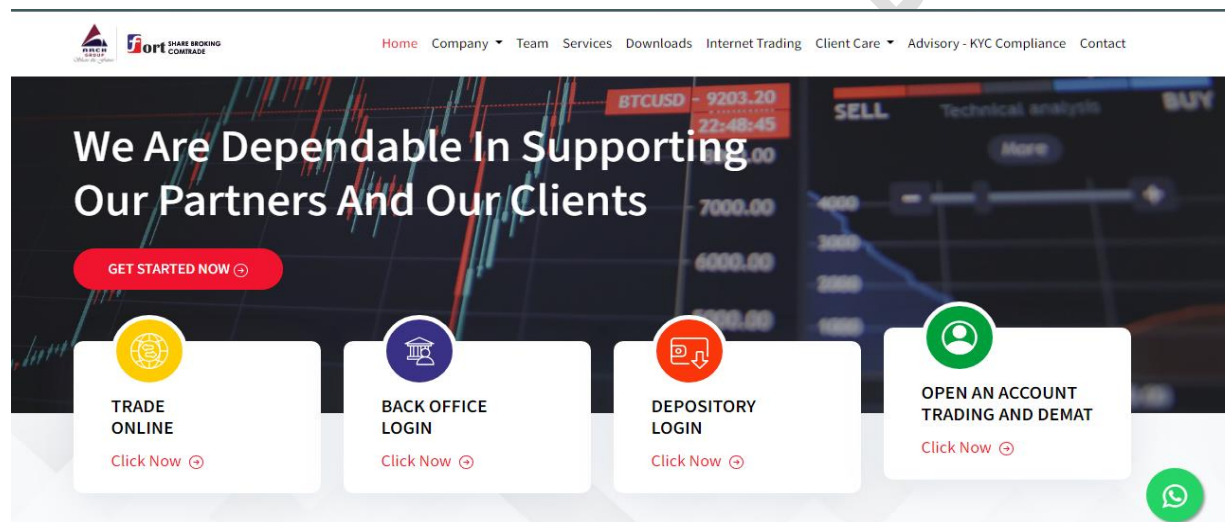 ARCH
GROUP
Fort SHARE BROKING
COMTRADE
Home Company Team Services Downloads Internet Trading Client Care Advisory - KYC Compliance Contact
BTCUSD - 9203.20
22:48:45
SELL Technical analysis BUY
More
We Are Dependable In Supporting
Our Partners And Our Clients
7000.00
4000
6000.00
3000
2000
1000
GET STARTED NOW
TRADE
ONLINE
Click Now
BACK OFFICE
LOGIN
Click Now
DEPOSITORY
LOGIN
Click Now
OPEN AN ACCOUNT
TRADING AND DEMAT
Click Now